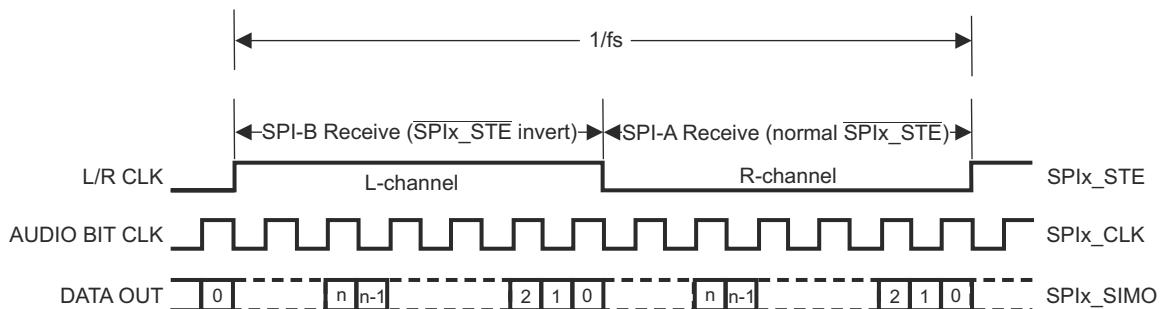 1/fs
SPI-B Receive (SPIx_STE invert) SPI-A Receive (normal SPIx_STE)
L/R CLK L-channel R-channel SPIx_STE
AUDIO BIT CLK SPIx_CLK
DATA OUT 0 n n-1 2 1 0 n n-1 2 1 0 SPIx_SIMO